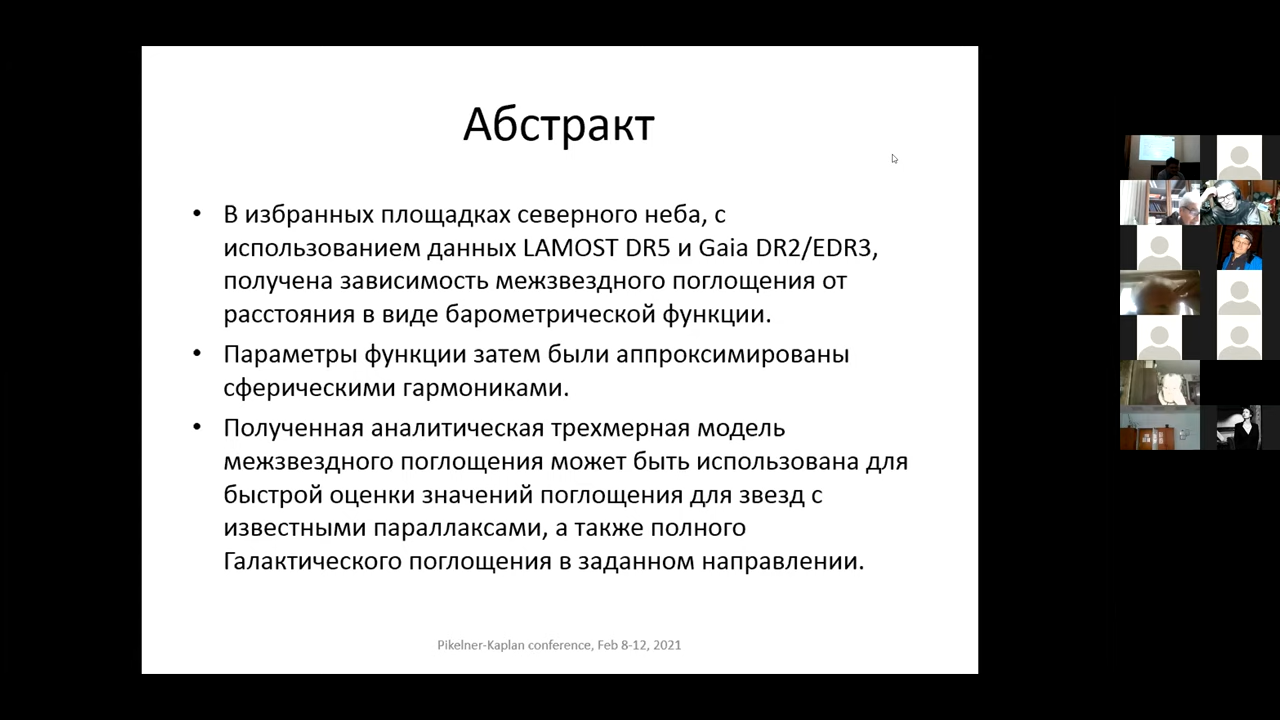 Абстракт
• В избранных площадках северного неба, с
использованием данных LAMOST DR5 и Gaia DR2/EDR3,
получена зависимость межзвездного поглощения от
расстояния в виде барометрической функции.
• Параметры функции затем были аппроксимированы
сферическими гармониками.
• Полученная аналитическая трехмерная модель
межзвездного поглощения может быть использована для
быстрой оценки значений поглощения для звезд с
известными параллаксами, а также полного
Галактического поглощения в заданном направлении.
Pikelner-Kaplan conference, Feb 8-12, 2021